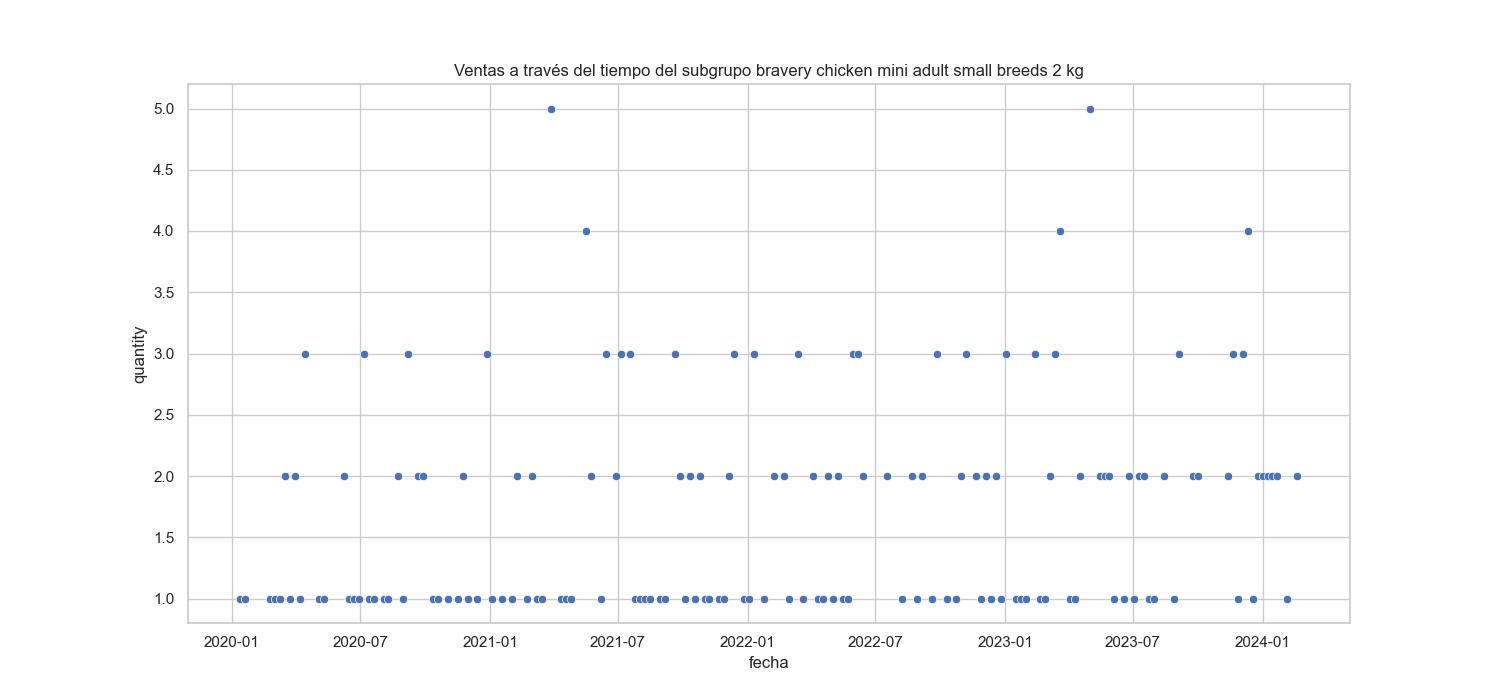 Ventas a través del tiempo del subgrupo bravery chicken mini adult small breeds 2 kg
5.0
4.5
4.0
3.5
3.0
2.5
2.0
1.5
1.0
quantity
2020-01 2020-07 2021-01 2021-07 2022-01 2022-07 2023-01 2023-07 2024-01
fecha